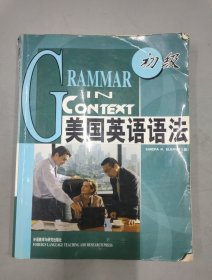 初级
GRAMMAR
IN
CONTEXT
美国英语语法
SANDRA N. ELBAUM
外语教学与研究出版社
FOREIGN LANGUAGE TEACHING AND RESEARCH PRESS